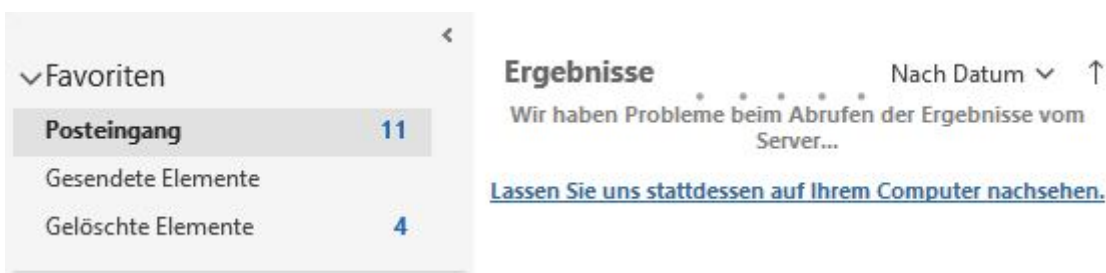 Favoriten
Posteingang 11
Gesendete Elemente
Gelöschte Elemente 4
Ergebnisse Nach Datum
Wir haben Probleme beim Abrufen der Ergebnisse vom
Server...
Lassen Sie uns stattdessen auf Ihrem Computer nachsehen.